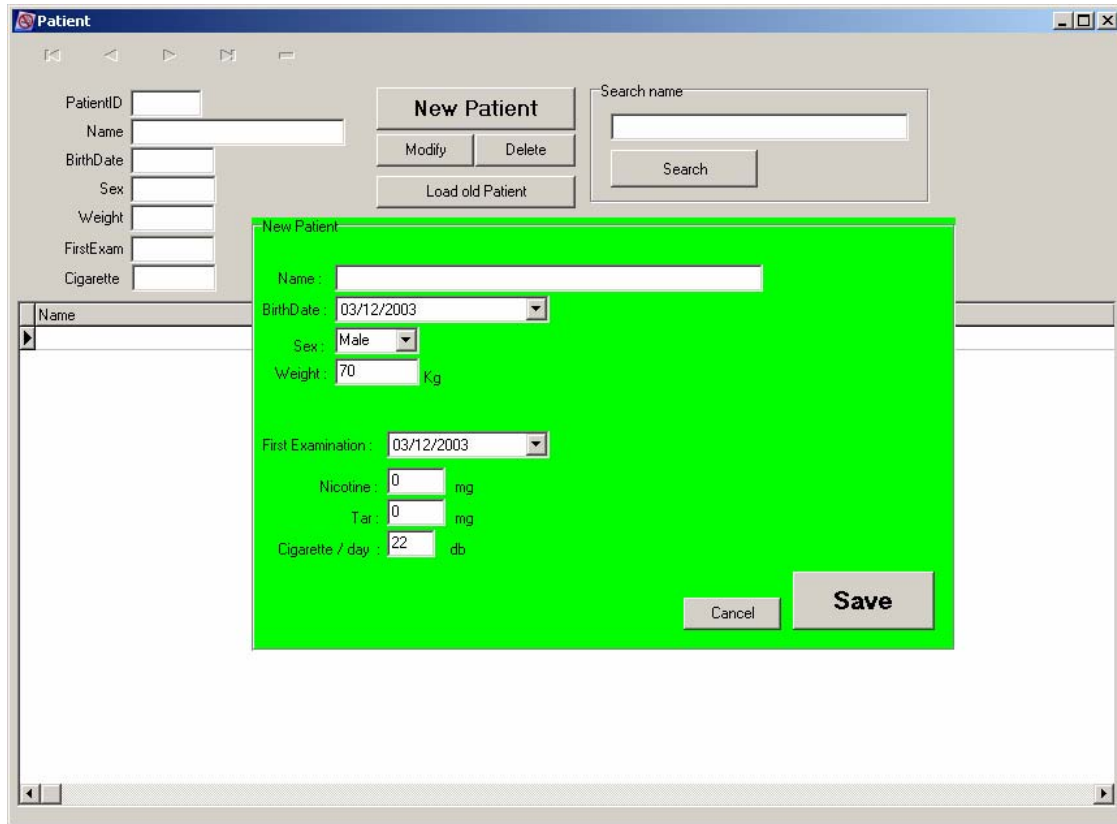 Patient
PatientID
Name
BirthDate
Sex
Weight
FirstExam
Cigarette
New Patient
Modify Delete
Load old Patient
Search name
Search
Name
New Patient
Name :
BirthDate : 03/12/2003
Sex : Male
Weight : 70 Kg
First Examination : 03/12/2003
Nicotine : 0 mg
Tar : 0 mg
Cigarette / day : 22 db
Cancel Save